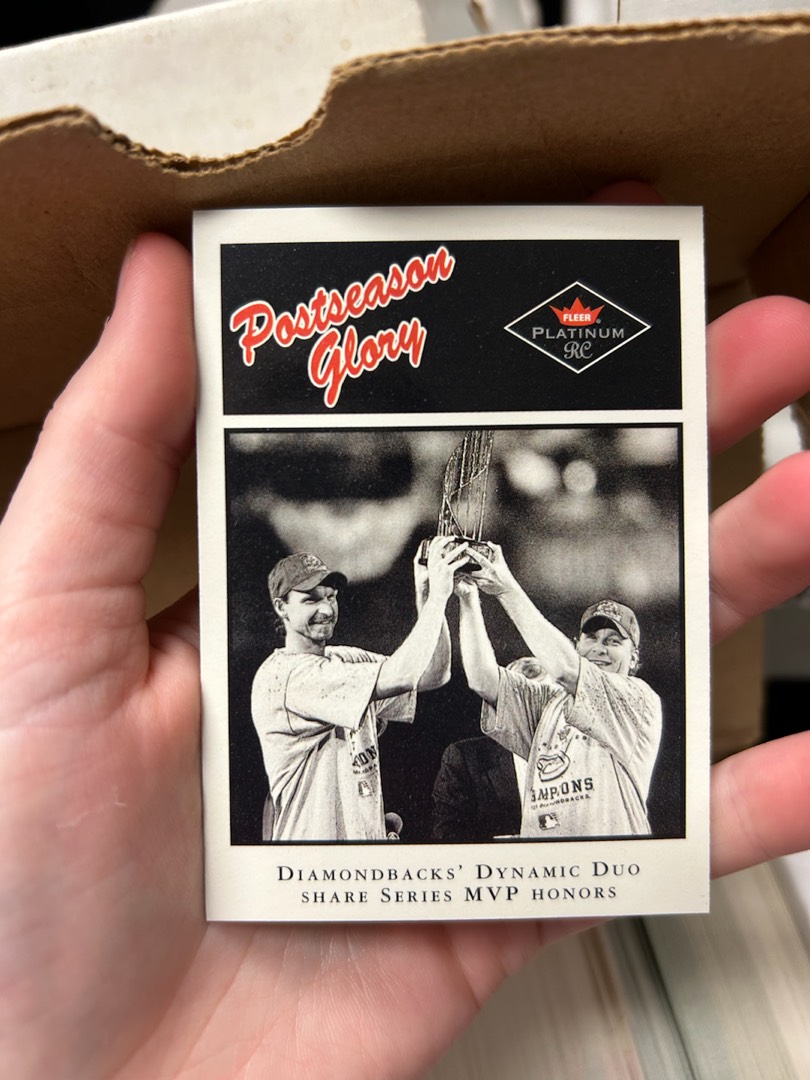 Postseason
Glory
FLEER®
PLATINUM
RC
DIAMONDBACKS' DYNAMIC DUO
SHARE SERIES MVP HONORS